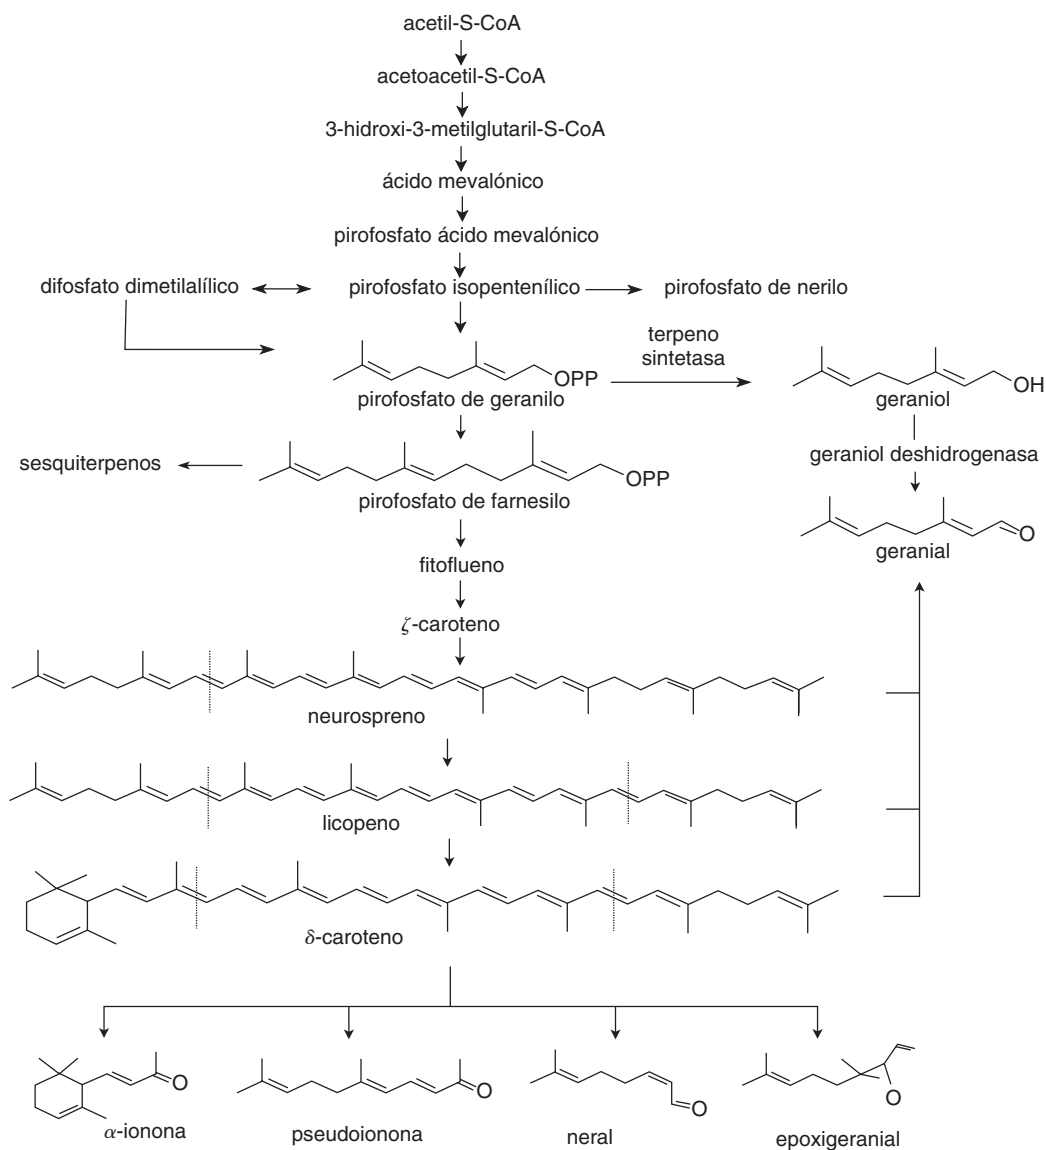 acetil-S-CoA
acetoacetil-S-CoA
3-hidroxi-3-metilglutaril-S-CoA
ácido mevalónico
pirofosfato ácido mevalónico
difosfato dimetilalílico
pirofosfato isopentenílico
pirofosfato de nerilo
terpeno
sintetasa
OPP
OH
pirofosfato de geranilo
geraniol
sesquiterpenos
geraniol deshidrogenasa
OPP
pirofosfato de farnesilo
O
geranial
fitoflueno
ζ-caroteno
neurospreno
licopeno
δ-caroteno
O
O
O
O
α-ionona
pseudoionona
neral
epoxigeranial